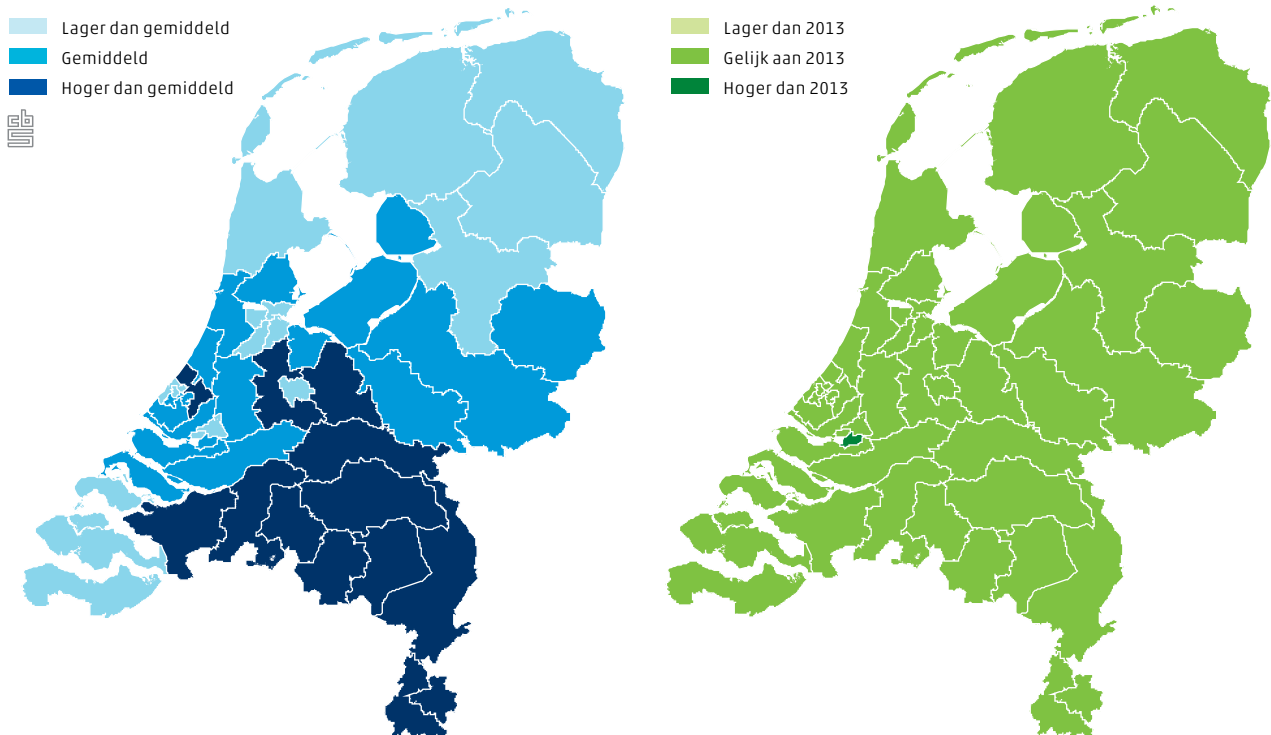 Lager dan gemiddeld
Gemiddeld
Hoger dan gemiddeld
cbs
Lager dan 2013
Gelijk aan 2013
Hoger dan 2013